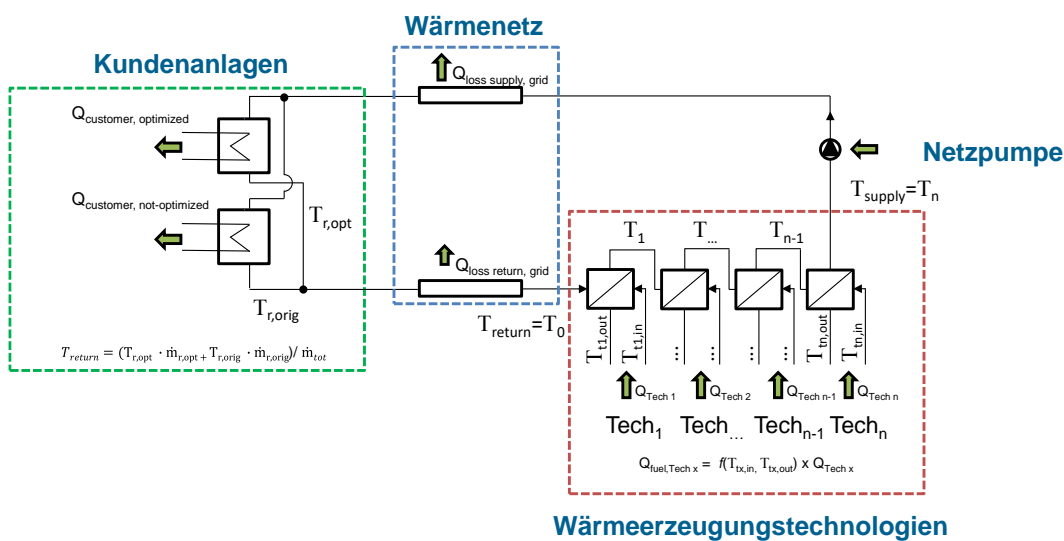 Wärmenetz
Kundenanlagen
Q_loss supply, grid
Q_customer, optimized
Netzpumpe
T_supply=T_n
Q_customer, not-optimized
T_r,opt
T_1
T_...
T_n-1
Q_loss return, grid
T_r,orig
T_return=T_0
T_return = (T_r,opt · ṁ_r,opt + T_r,orig · ṁ_r,orig)/ ṁ_tot
T_t1,out
T_t1,in
...
...
...
...
T_tn,out
T_tn,in
Q_Tech 1
Q_Tech 2
Q_Tech n-1
Q_Tech n
Tech_1
Tech_...
Tech_n-1
Tech_n
Q_fuel,Tech x = f(T_tx,in, T_tx,out) x Q_Tech x
Wärmeerzeugungstechnologien